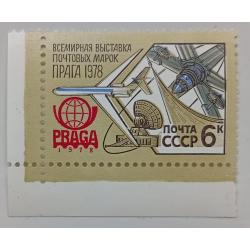 ВСЕМИРНАЯ ВЫСТАВКА
ПОЧТОВЫХ МАРОК
ПРАГА 1978
PRAGA
1978
ПОЧТА
СССР 6К